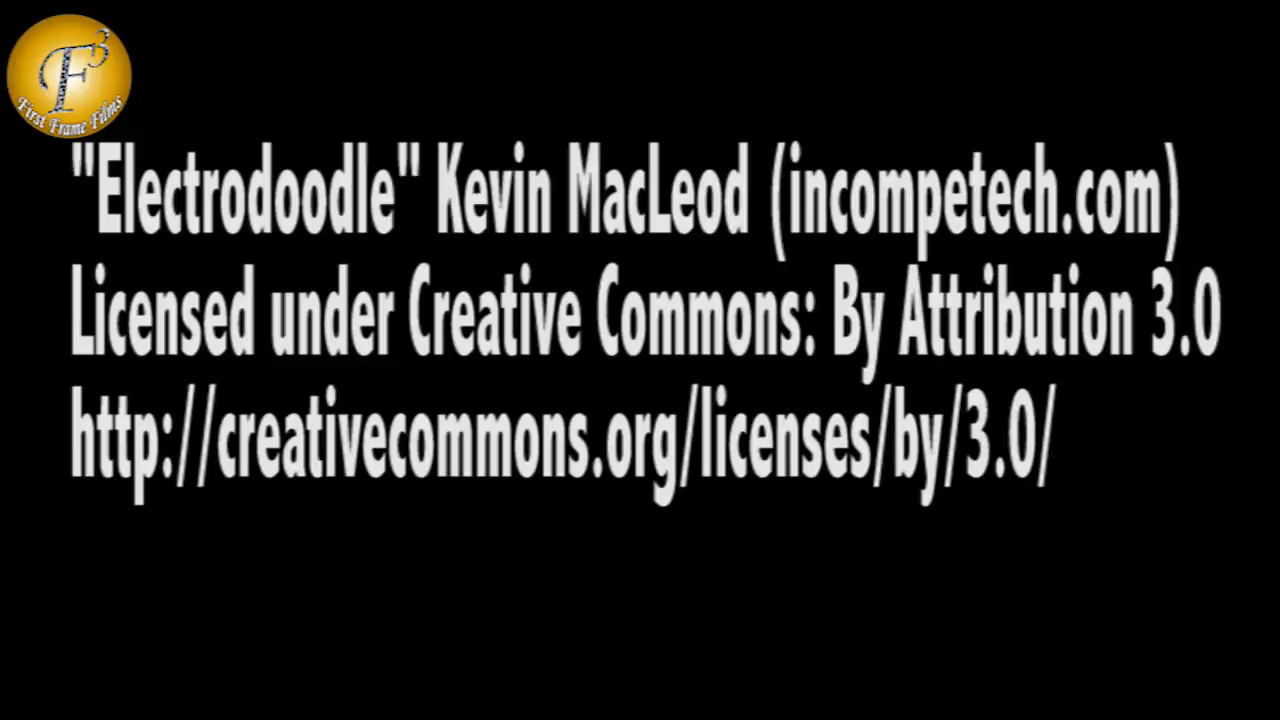 F3
First Frame Films
"Electrodoodle" Kevin MacLeod (incompetech.com)
Licensed under Creative Commons: By Attribution 3.0
http://creativecommons.org/licenses/by/3.0/